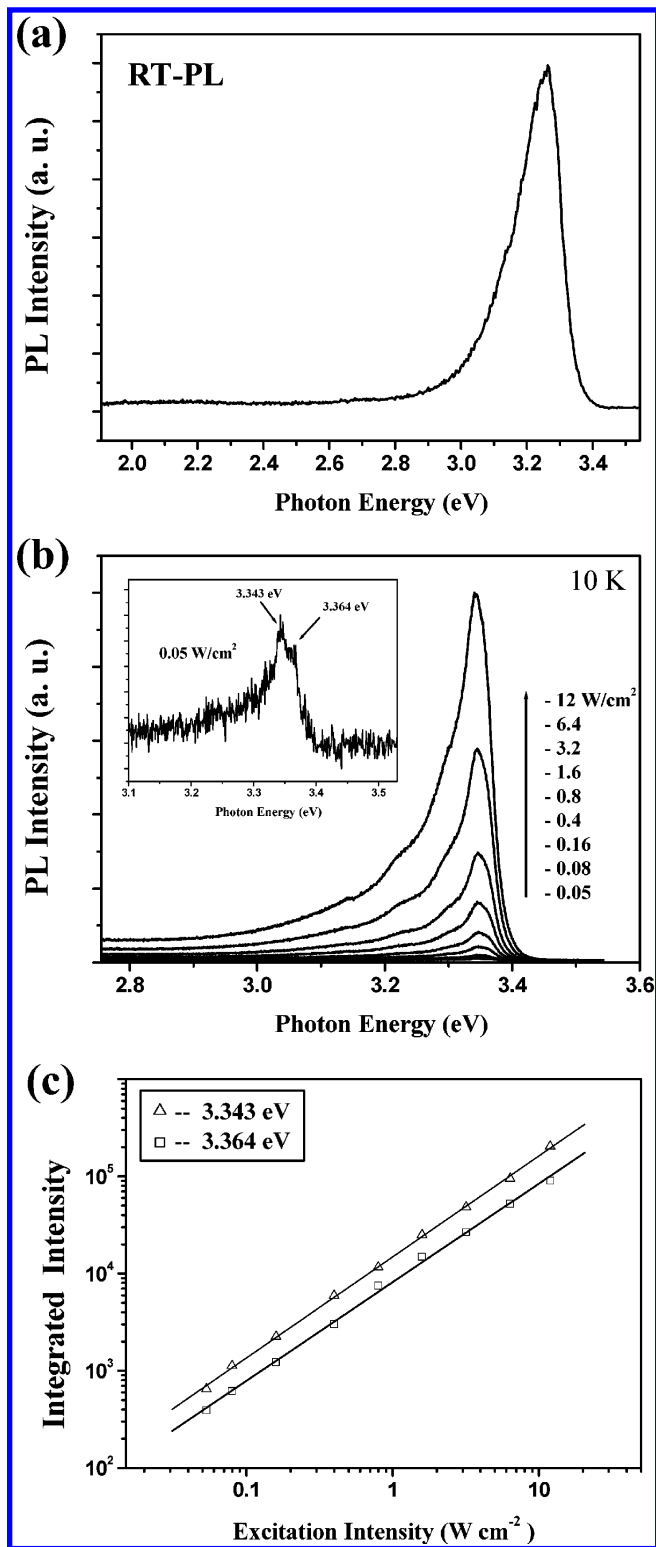 (a)
RT-PL
PL Intensity (a. u.)
2.0 2.2 2.4 2.6 2.8 3.0 3.2 3.4
Photon Energy (eV)
(b)
10 K
3.343 eV
3.364 eV
0.05 W/cm²
3.1 3.2 3.3 3.4 3.5
Photon Energy (eV)
- 12 W/cm²
- 6.4
- 3.2
- 1.6
- 0.8
- 0.4
- 0.16
- 0.08
- 0.05
PL Intensity (a. u.)
2.8 3.0 3.2 3.4 3.6
Photon Energy (eV)
(c)
△ -- 3.343 eV
□ -- 3.364 eV
Integrated Intensity
10⁵
10⁴
10³
10²
0.1 1 10
Excitation Intensity (W cm⁻²)